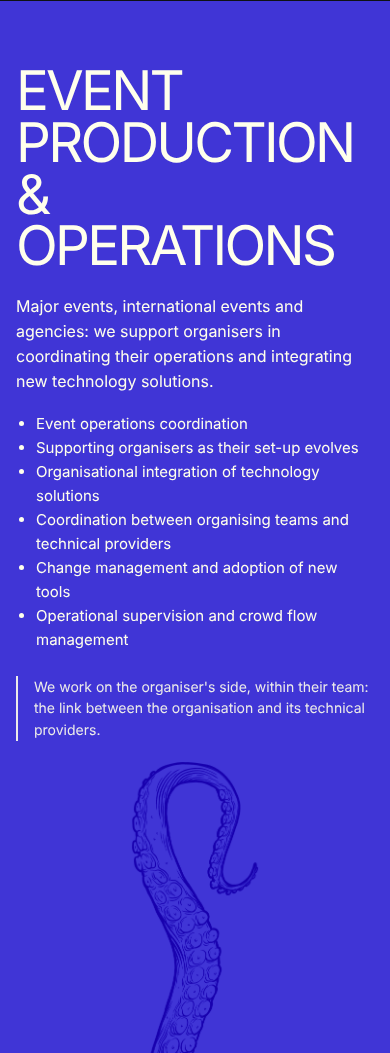 EVENT
PRODUCTION
&
OPERATIONS
Major events, international events and
agencies: we support organisers in
coordinating their operations and integrating
new technology solutions.
• Event operations coordination
• Supporting organisers as their set-up evolves
• Organisational integration of technology
solutions
• Coordination between organising teams and
technical providers
• Change management and adoption of new
tools
• Operational supervision and crowd flow
management
We work on the organiser's side, within their team:
the link between the organisation and its technical
providers.